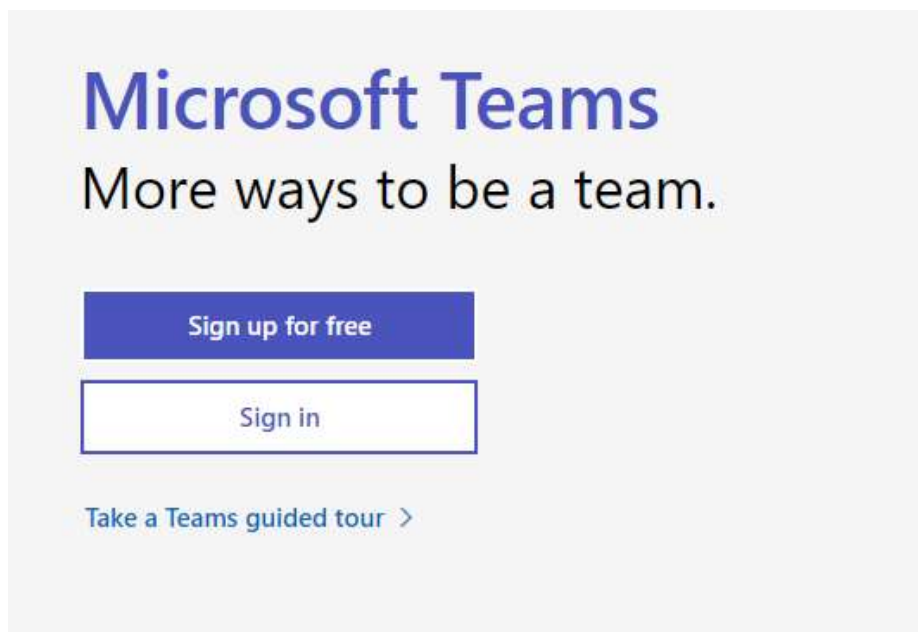 Microsoft Teams
More ways to be a team.
Sign up for free
Sign in
Take a Teams guided tour >